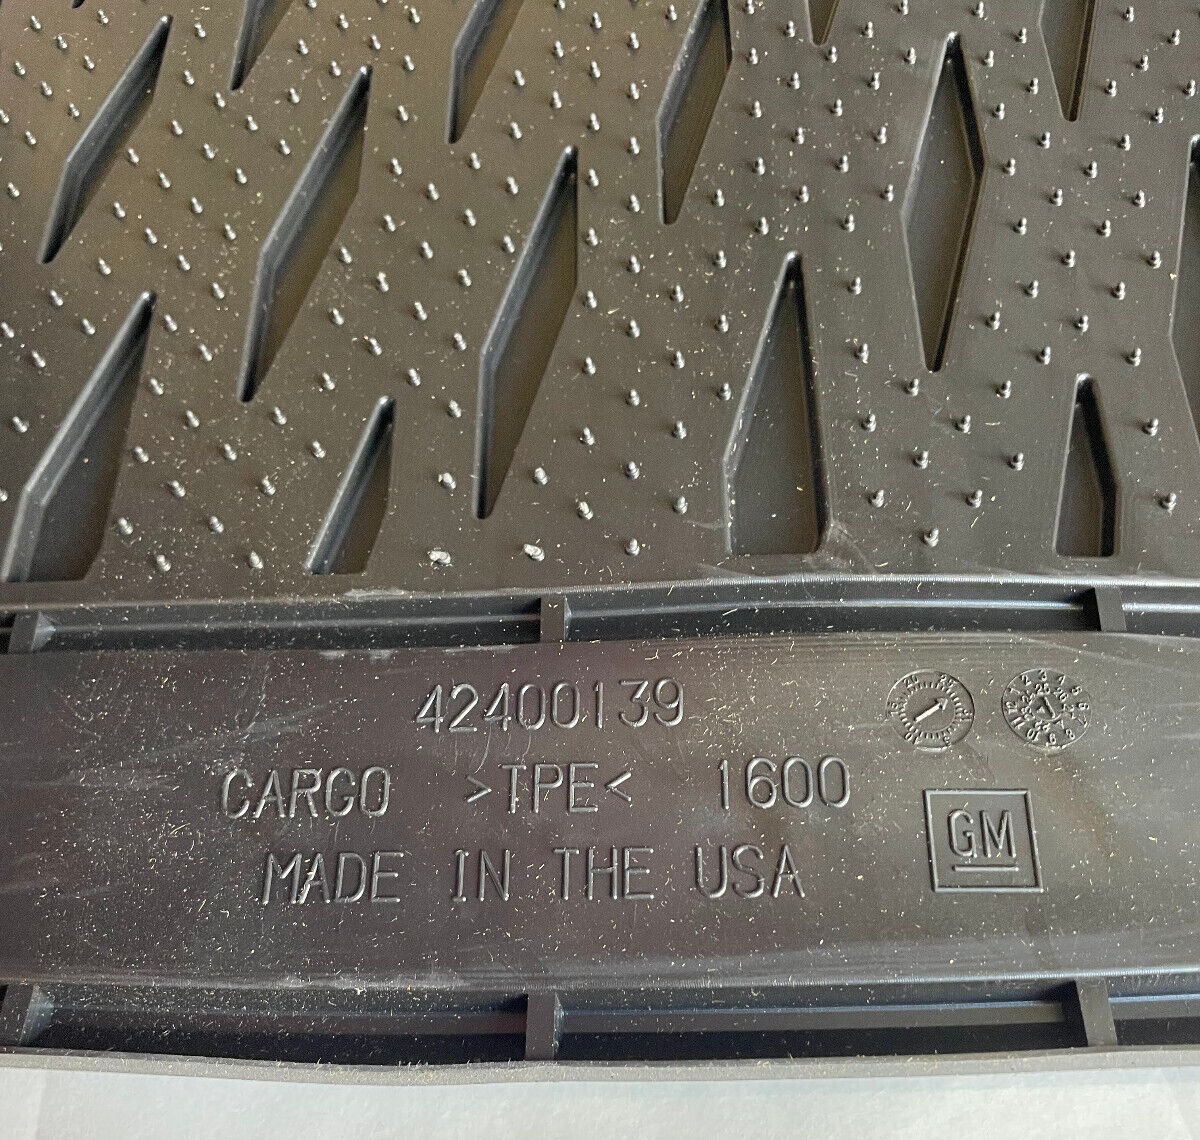 42400139
CARGO >TPE< 1600
MADE IN THE USA
GM